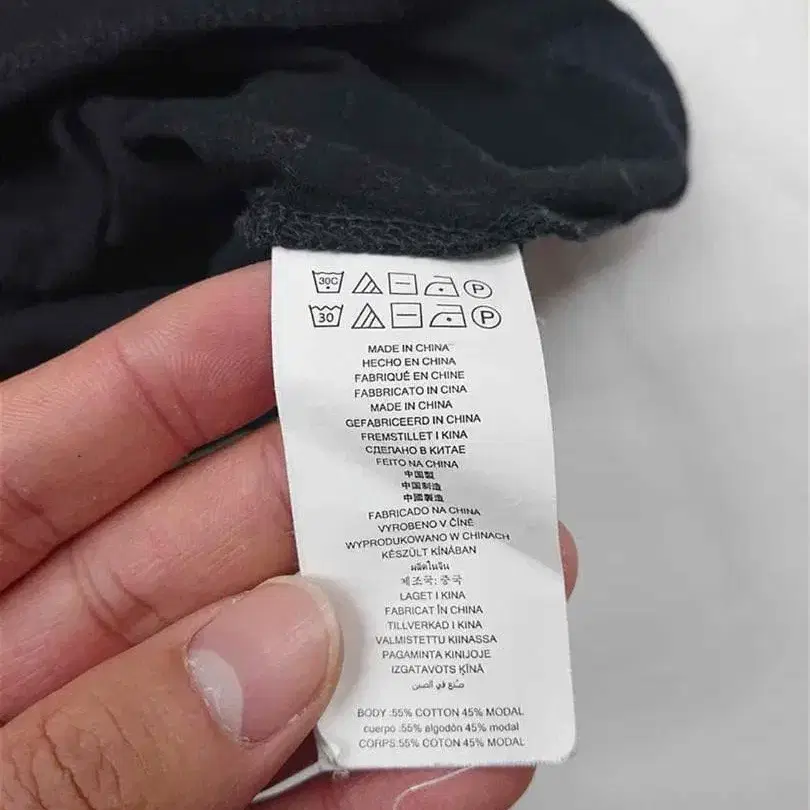 30C P
30 P
MADE IN CHINA
HECHO EN CHINA
FABRIQUÉ EN CHINE
FABBRICATO IN CINA
MADE IN CHINA
GEFABRICEERD IN CHINA
FREMSTILLET I KINA
СДЕЛАНО В КИТАЕ
FEITO NA CHINA
中国製
中国制造
中國製造
FABRICADO NA CHINA
VYROBENO V ČÍNĚ
WYPRODUKOWANO W CHINACH
KÉSZÜLT KÍNÁBAN
ผลิตในจีน
제조국: 중국
LAGET I KINA
FABRICAT ÎN CHINA
TILLVERKAD I KINA
VALMISTETTU KIINASSA
PAGAMINTA KINIJOJE
IZGATAVOTS ĶĪNĀ
صنع في الصين
BODY :55% COTTON 45% MODAL
cuerpo :55% algodón 45% modal
CORPS:55% COTON 45% MODAL